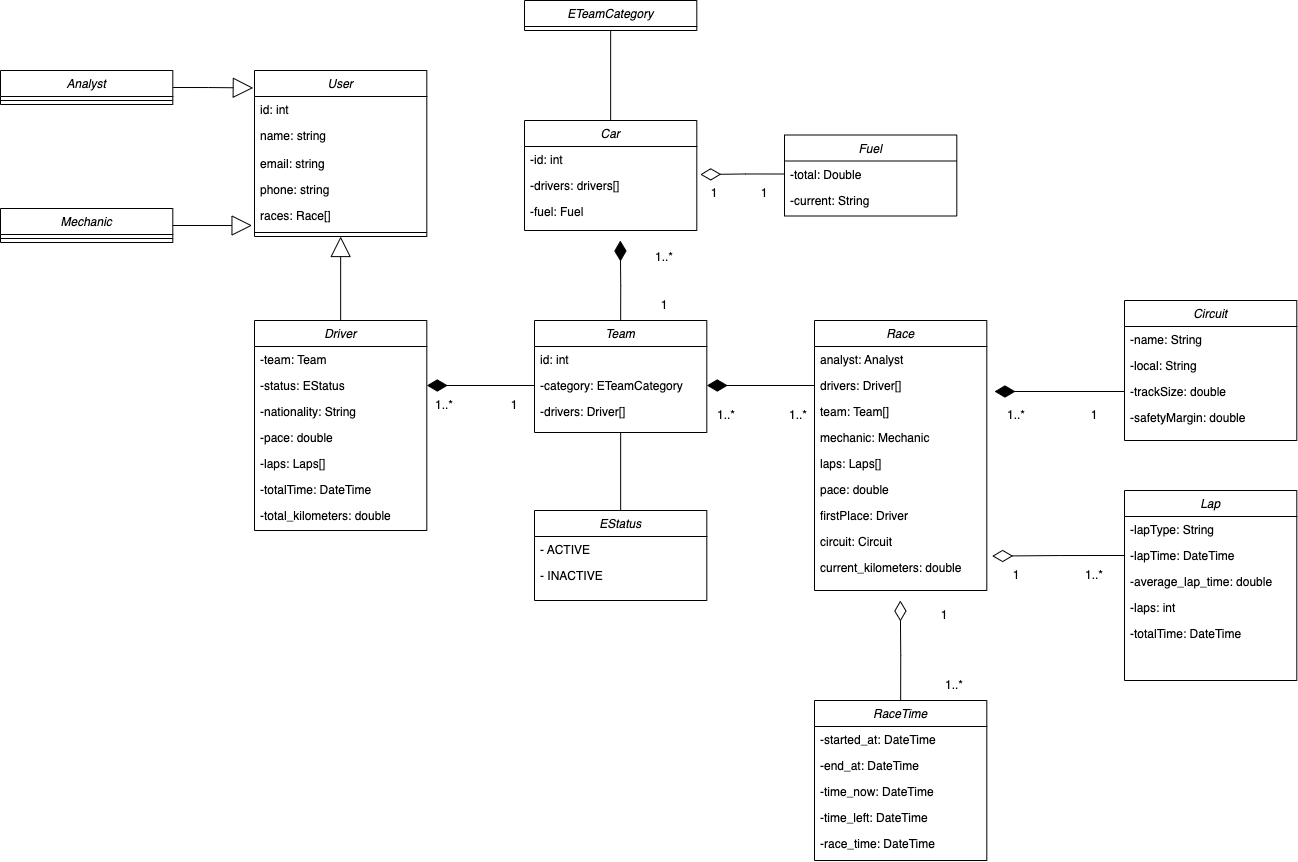 ETeamCategory
Analyst
User
id: int
name: string
email: string
phone: string
races: Race[]
Mechanic
Car
-id: int
-drivers: drivers[]
-fuel: Fuel
1
1
Fuel
-total: Double
-current: String
1..*
1
Driver
-team: Team
-status: EStatus
-nationality: String
-pace: double
-laps: Laps[]
-totalTime: DateTime
-total_kilometers: double
1..*
1
Team
id: int
-category: ETeamCategory
-drivers: Driver[]
1..*
1..*
EStatus
- ACTIVE
- INACTIVE
Race
analyst: Analyst
drivers: Driver[]
team: Team[]
mechanic: Mechanic
laps: Laps[]
pace: double
firstPlace: Driver
circuit: Circuit
current_kilometers: double
1..*
1
Circuit
-name: String
-local: String
-trackSize: double
-safetyMargin: double
1
1..*
Lap
-lapType: String
-lapTime: DateTime
-average_lap_time: double
-laps: int
-totalTime: DateTime
1
1..*
RaceTime
-started_at: DateTime
-end_at: DateTime
-time_now: DateTime
-time_left: DateTime
-race_time: DateTime